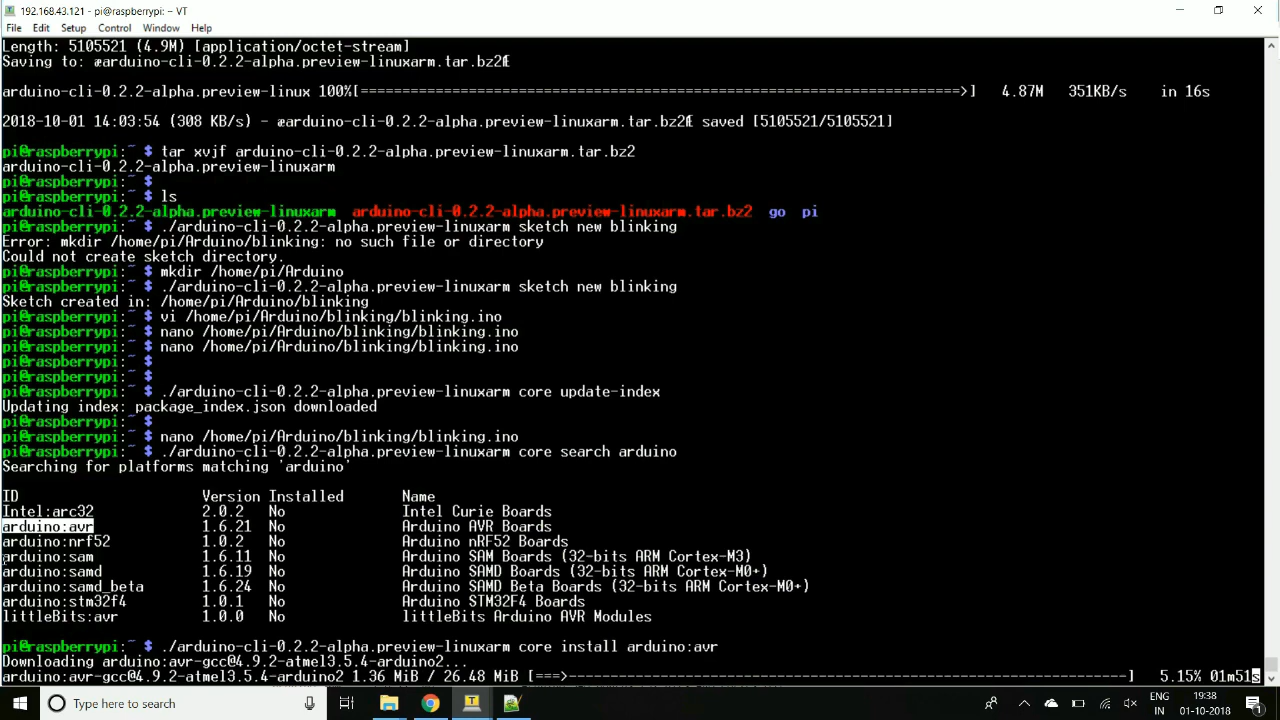 192.168.43.121 - pi@raspberrypi: ~ VT
File Edit Setup Control Window Help
Length: 5105521 (4.9M) [application/octet-stream]
Saving to: arduino-cli-0.2.2-alpha.preview-linuxarm.tar.bz2
arduino-cli-0.2.2-alpha.preview-linux 100%[========================================================================>] 4.87M 351KB/s in 16s
2018-10-01 14:03:54 (308 KB/s) - arduino-cli-0.2.2-alpha.preview-linuxarm.tar.bz2 saved [5105521/5105521]
pi@raspberrypi:~ $ tar xvjf arduino-cli-0.2.2-alpha.preview-linuxarm.tar.bz2
arduino-cli-0.2.2-alpha.preview-linuxarm
pi@raspberrypi:~ $
pi@raspberrypi:~ $ ls
arduino-cli-0.2.2-alpha.preview-linuxarm arduino-cli-0.2.2-alpha.preview-linuxarm.tar.bz2 go pi
pi@raspberrypi:~ $ ./arduino-cli-0.2.2-alpha.preview-linuxarm sketch new blinking
Error: mkdir /home/pi/Arduino/blinking: no such file or directory
Could not create sketch directory.
pi@raspberrypi:~ $ mkdir /home/pi/Arduino
pi@raspberrypi:~ $ ./arduino-cli-0.2.2-alpha.preview-linuxarm sketch new blinking
Sketch created in: /home/pi/Arduino/blinking
pi@raspberrypi:~ $ vi /home/pi/Arduino/blinking/blinking.ino
pi@raspberrypi:~ $ nano /home/pi/Arduino/blinking/blinking.ino
pi@raspberrypi:~ $ nano /home/pi/Arduino/blinking/blinking.ino
pi@raspberrypi:~ $
pi@raspberrypi:~ $
pi@raspberrypi:~ $ ./arduino-cli-0.2.2-alpha.preview-linuxarm core update-index
Updating index: package_index.json downloaded
pi@raspberrypi:~ $
pi@raspberrypi:~ $ nano /home/pi/Arduino/blinking/blinking.ino
pi@raspberrypi:~ $ ./arduino-cli-0.2.2-alpha.preview-linuxarm core search arduino
Searching for platforms matching 'arduino'
ID Version Installed Name
Intel:arc32 2.0.2 No Intel Curie Boards
arduino:avr 1.6.21 No Arduino AVR Boards
arduino:nrf52 1.0.2 No Arduino nRF52 Boards
arduino:sam 1.6.11 No Arduino SAM Boards (32-bits ARM Cortex-M3)
arduino:samd 1.6.19 No Arduino SAMD Boards (32-bits ARM Cortex-M0+)
arduino:samd_beta 1.6.24 No Arduino SAMD Beta Boards (32-bits ARM Cortex-M0+)
arduino:stm32f4 1.0.1 No Arduino STM32F4 Boards
littleBits:avr 1.0.0 No littleBits Arduino AVR Modules
pi@raspberrypi:~ $ ./arduino-cli-0.2.2-alpha.preview-linuxarm core install arduino:avr
Downloading arduino:avr-gcc@4.9.2-atmel3.5.4-arduino2...
arduino:avr-gcc@4.9.2-atmel3.5.4-arduino2 1.36 MiB / 26.48 MiB [===>-------------------------------------------------------------------] 5.15% 01m51s
Type here to search
ENG 19:38
IN 01-10-2018